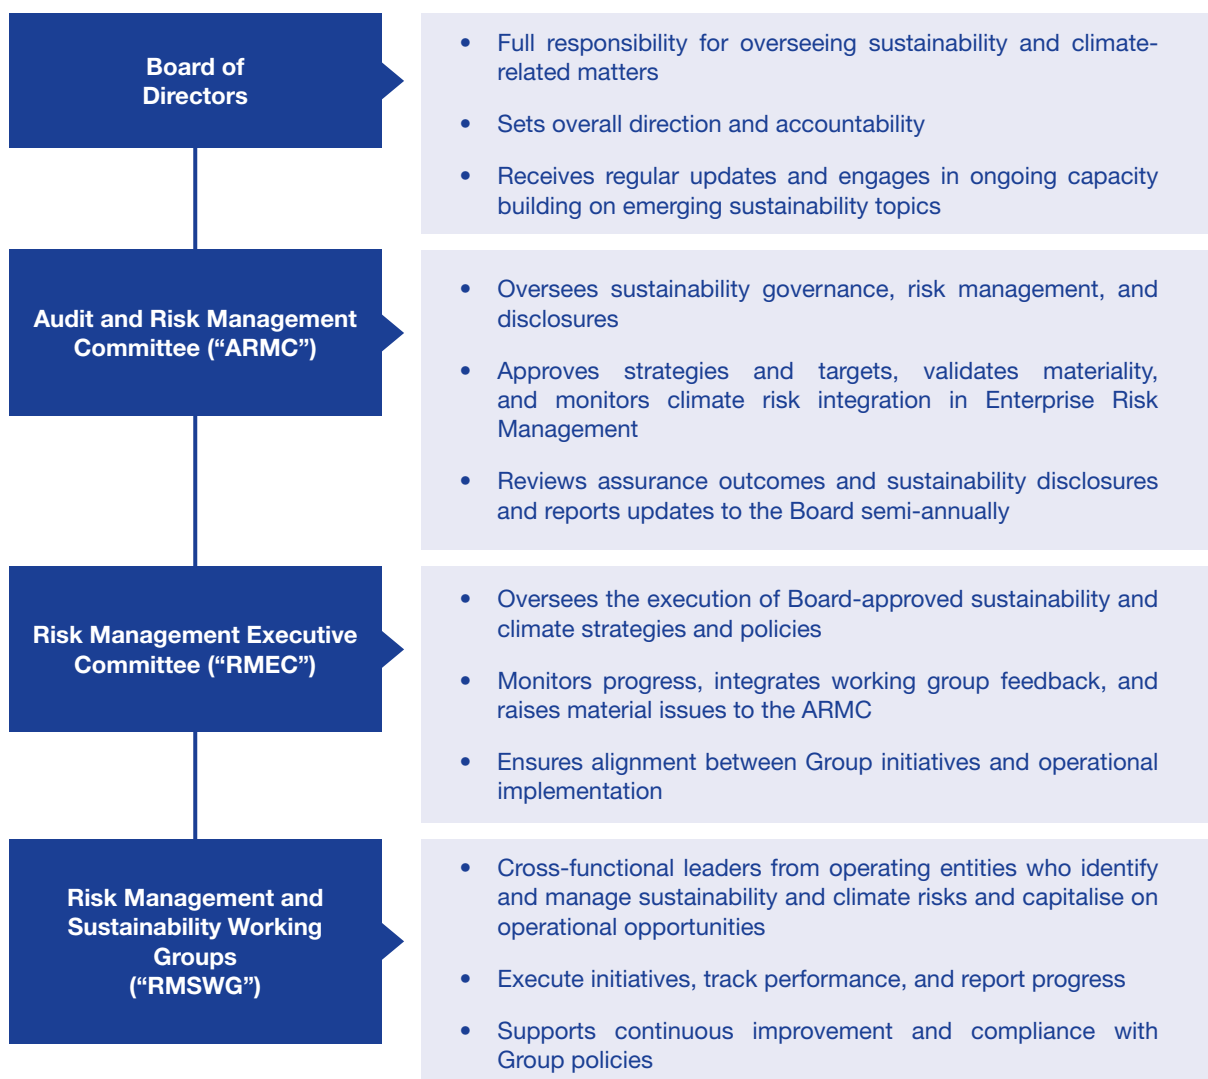 Board of
Directors
• Full responsibility for overseeing sustainability and climate-
related matters
• Sets overall direction and accountability
• Receives regular updates and engages in ongoing capacity
building on emerging sustainability topics
Audit and Risk Management
Committee (“ARMC”)
• Oversees sustainability governance, risk management, and
disclosures
• Approves strategies and targets, validates materiality,
and monitors climate risk integration in Enterprise Risk
Management
• Reviews assurance outcomes and sustainability disclosures
and reports updates to the Board semi-annually
Risk Management Executive
Committee (“RMEC”)
• Oversees the execution of Board-approved sustainability and
climate strategies and policies
• Monitors progress, integrates working group feedback, and
raises material issues to the ARMC
• Ensures alignment between Group initiatives and operational
implementation
Risk Management and
Sustainability Working
Groups
(“RMSWG”)
• Cross-functional leaders from operating entities who identify
and manage sustainability and climate risks and capitalise on
operational opportunities
• Execute initiatives, track performance, and report progress
• Supports continuous improvement and compliance with
Group policies